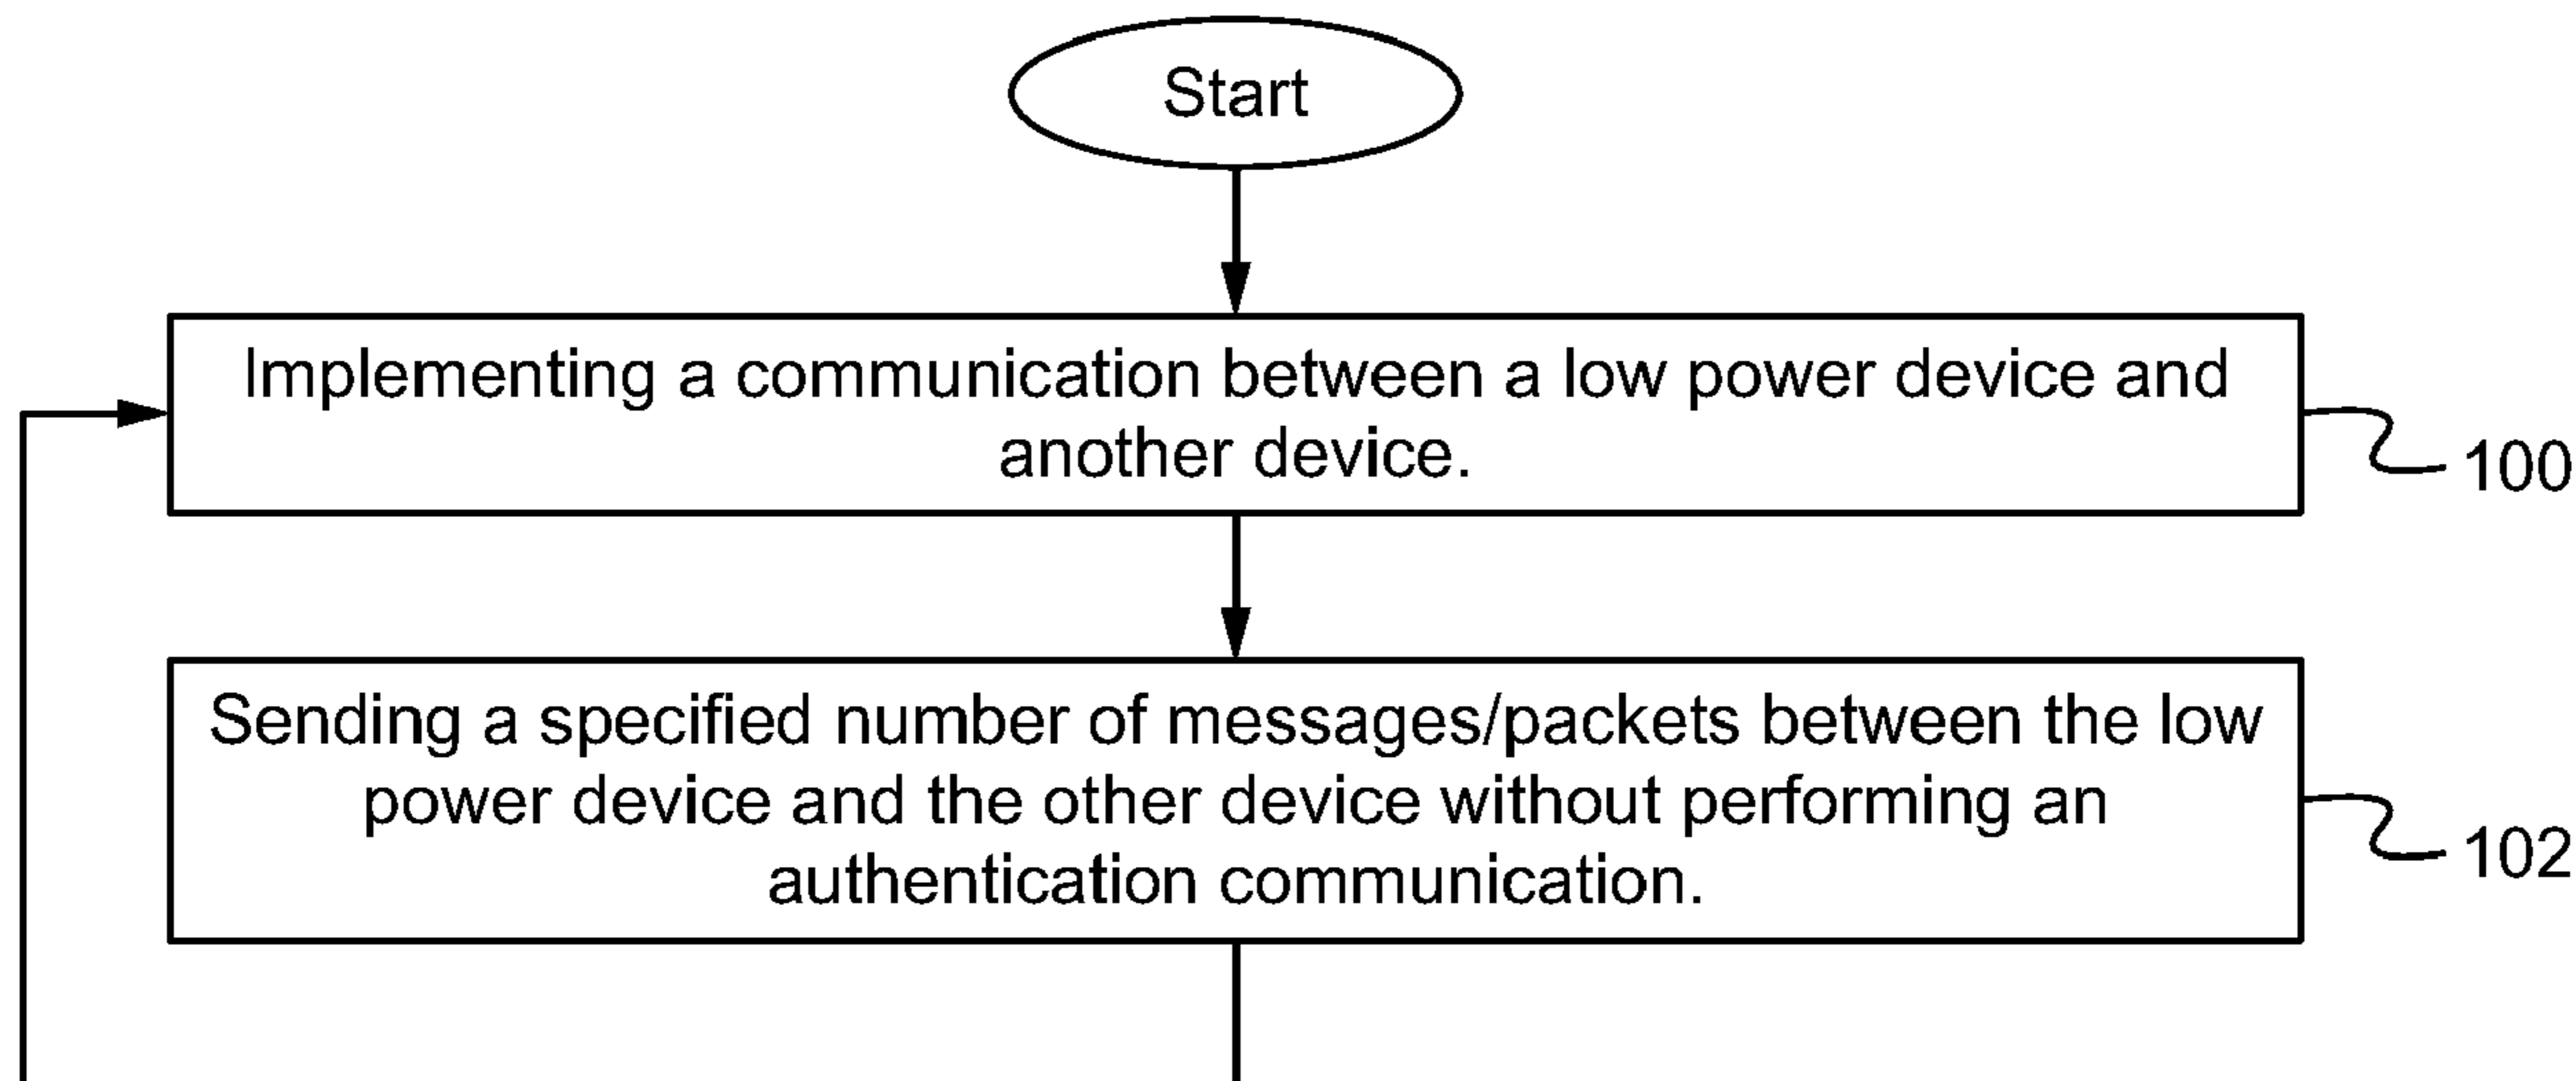 Start
Implementing a communication between a low power device and
another device.
100
Sending a specified number of messages/packets between the low
power device and the other device without performing an
authentication communication.
102